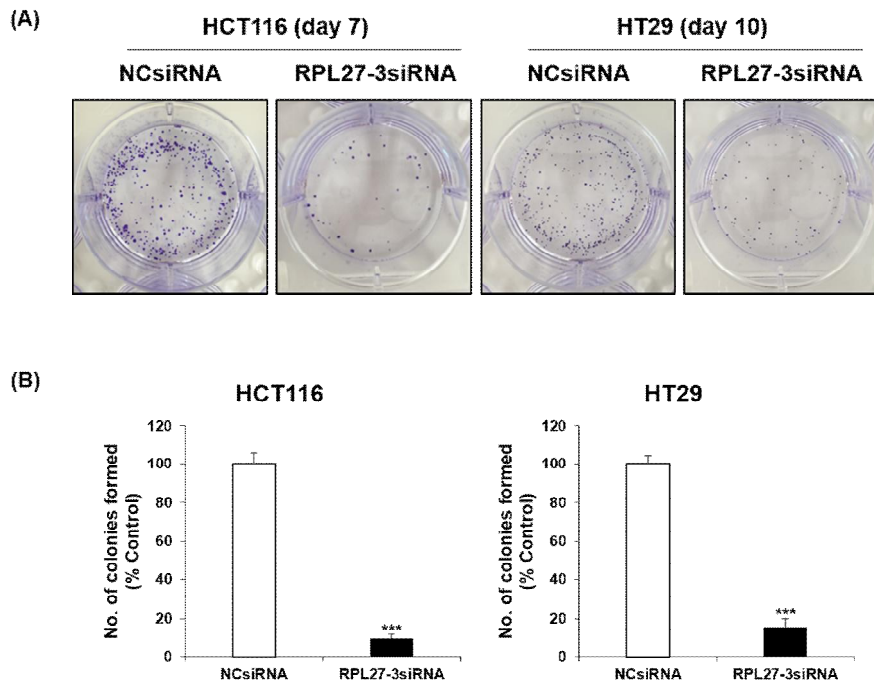 (A)
HCT116 (day 7)
HT29 (day 10)
NCsiRNA
RPL27-3siRNA
NCsiRNA
RPL27-3siRNA
(B)
HCT116
No. of colonies formed
(% Control)
120
100
80
60
40
20
0
***
NCsiRNA
RPL27-3siRNA
HT29
No. of colonies formed
(% Control)
120
100
80
60
40
20
0
***
NCsiRNA
RPL27-3siRNA